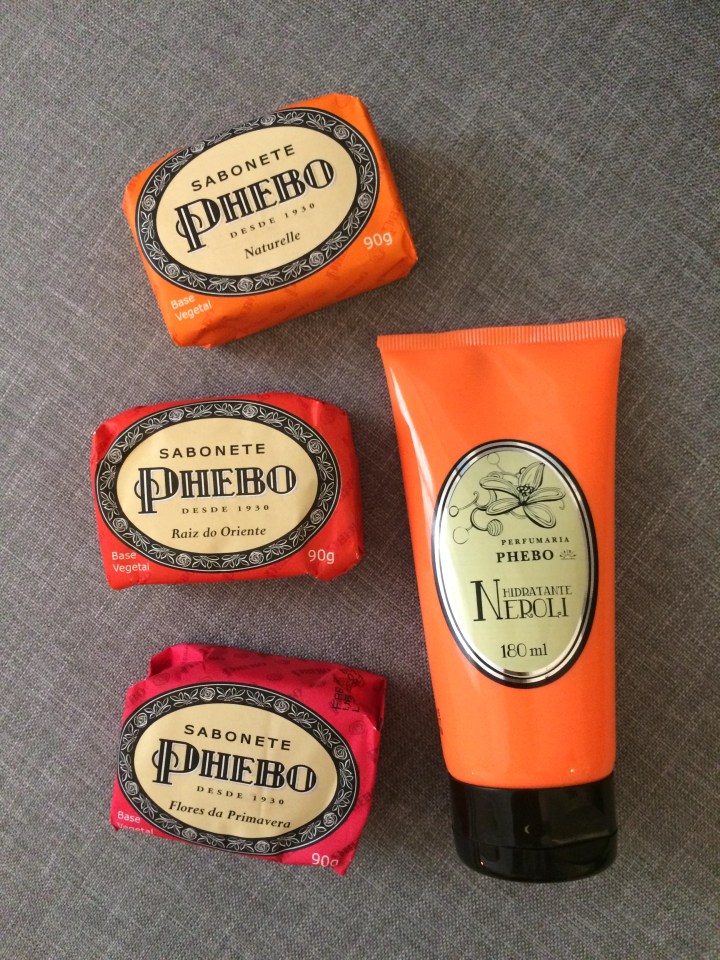 SABONETE
PHEBO
DESDE 1930
Naturelle
90g
Base
Vegetal
SABONETE
PHEBO
DESDE 1930
Raiz do Oriente
Base
Vegetal
90g
SABONETE
PHEBO
DESDE 1930
Flores da Primavera
Base
Vegetal
90g
PERFUMARIA
PHEBO
HIDRATANTE
NEROLI
180 ml